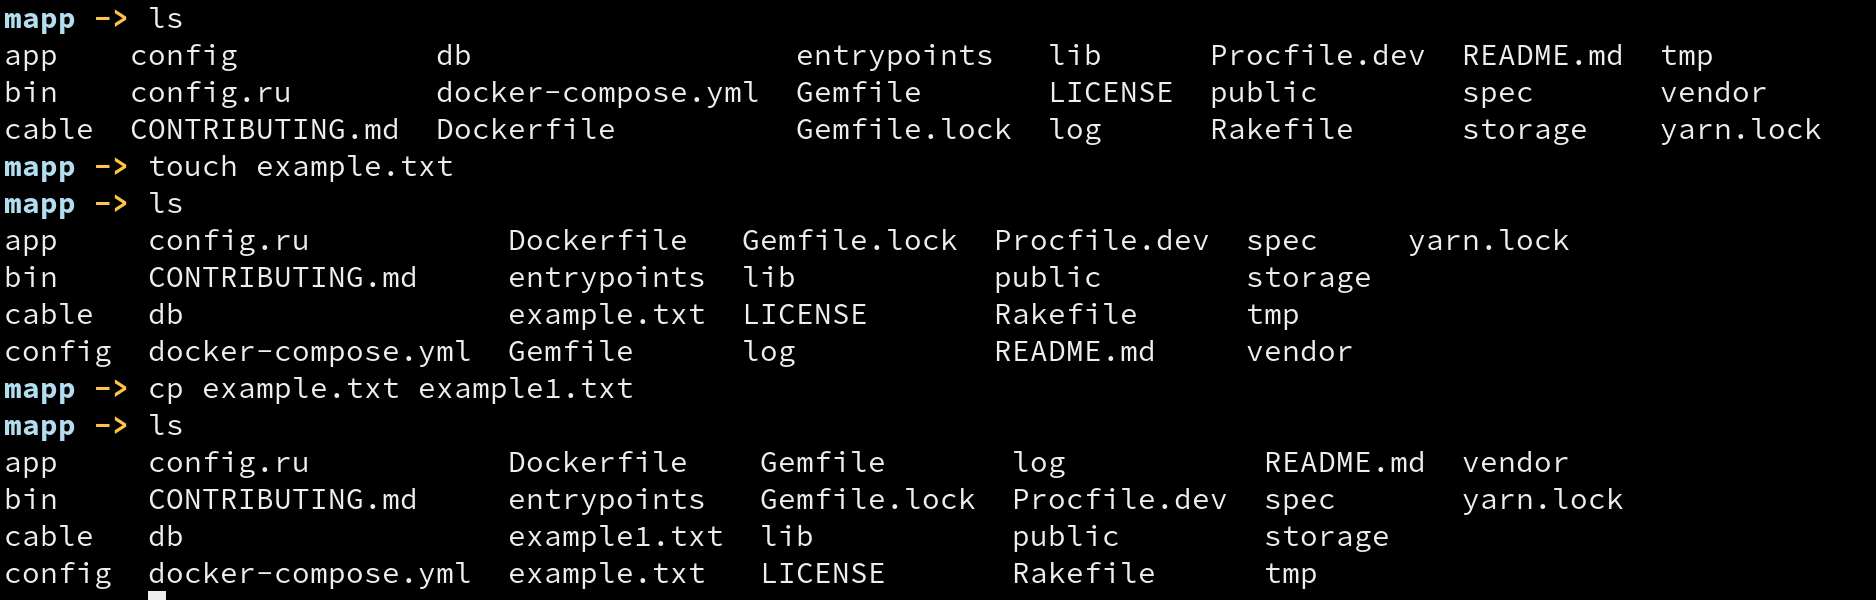 mapp -> ls
app    config           db                  entrypoints   lib      Procfile.dev  README.md  tmp
bin    config.ru        docker-compose.yml  Gemfile       LICENSE  public        spec       vendor
cable  CONTRIBUTING.md  Dockerfile          Gemfile.lock  log      Rakefile      storage    yarn.lock
mapp -> touch example.txt
mapp -> ls
app     config.ru           Dockerfile   Gemfile.lock  Procfile.dev  spec     yarn.lock
bin     CONTRIBUTING.md     entrypoints  lib           public        storage
cable   db                  example.txt  LICENSE       Rakefile      tmp
config  docker-compose.yml  Gemfile      log           README.md     vendor
mapp -> cp example.txt example1.txt
mapp -> ls
app     config.ru           Dockerfile    Gemfile       log           README.md  vendor
bin     CONTRIBUTING.md     entrypoints   Gemfile.lock  Procfile.dev  spec       yarn.lock
cable   db                  example1.txt  lib           public        storage
config  docker-compose.yml  example.txt   LICENSE       Rakefile      tmp